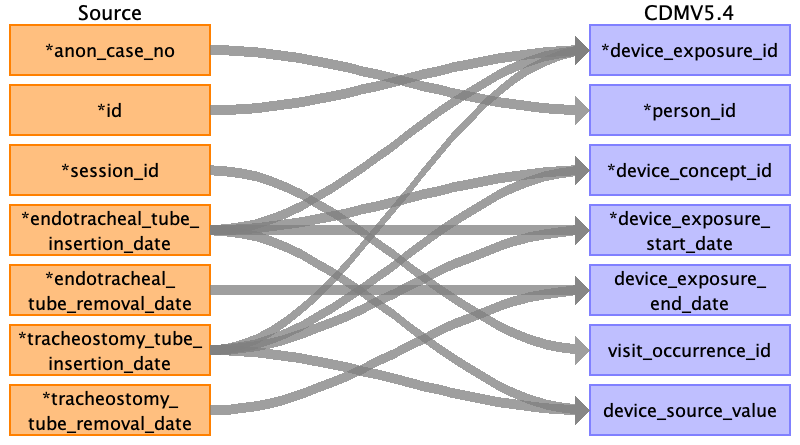 Source
CDMV5.4
*anon_case_no
*device_exposure_id
*id
*person_id
*session_id
*device_concept_id
*endotracheal_tube_
insertion_date
*device_exposure_
start_date
*endotracheal_
tube_removal_date
device_exposure_
end_date
*tracheostomy_tube_
insertion_date
visit_occurrence_id
*tracheostomy_
tube_removal_date
device_source_value